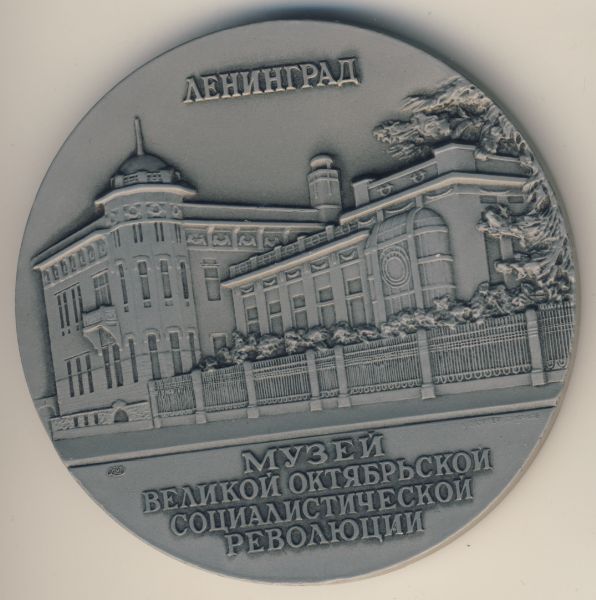 ЛЕНИНГРАД
МУЗЕЙ
ВЕЛИКОЙ ОКТЯБРЬСКОЙ
СОЦИАЛИСТИЧЕСКОЙ
РЕВОЛЮЦИИ